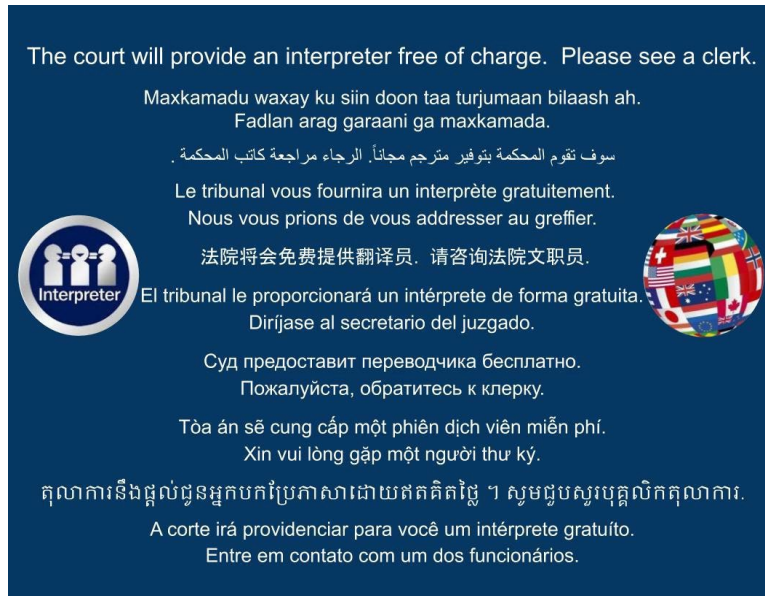 The court will provide an interpreter free of charge.  Please see a clerk.
Maxkamadu waxay ku siin doon taa turjumaan bilaash ah.
Fadlan arag garaani ga maxkamada.
سوف تقوم المحكمة بتوفير مترجم مجاناً. الرجاء مراجعة كاتب المحكمة .
Le tribunal vous fournira un interprète gratuitement.
Nous vous prions de vous addresser au greffier.
法院将会免费提供翻译员. 请咨询法院文职员.
Interpreter
El tribunal le proporcionará un intérprete de forma gratuita.
Diríjase al secretario del juzgado.
Суд предоставит переводчика бесплатно.
Пожалуйста, обратитесь к клерку.
Tòa án sẽ cung cấp một phiên dịch viên miễn phí.
Xin vui lòng gặp một người thư ký.
តុលាការនឹងផ្ដល់ជូនអ្នកបកប្រែភាសាដោយឥតគិតថ្លៃ ។ សូមជួបសួរបុគ្គលិកតុលាការ.
A corte irá providenciar para você um intérprete gratuíto.
Entre em contato com um dos funcionários.